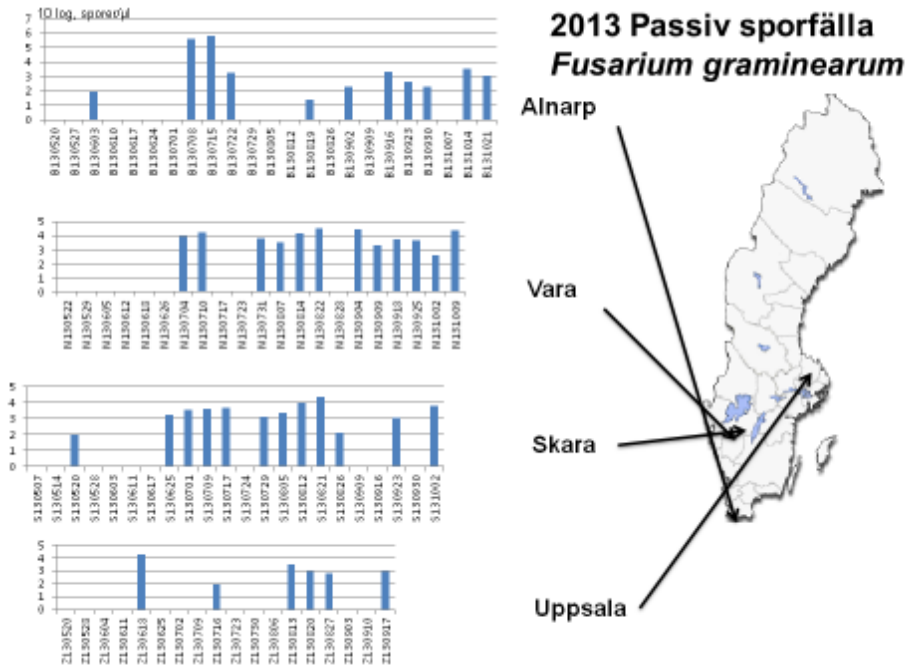 10 log, sporer/µl
7
6
5
4
3
2
1
0
B130520
B130527
B130603
B130610
B130617
B130624
B130701
B130708
B130715
B130722
B130729
B130805
B130812
B130819
B130826
B130902
B130909
B130916
B130923
B130930
B131007
B131014
B131021
5
4
3
2
1
0
N130522
N130529
N130605
N130612
N130618
N130626
N130704
N130710
N130717
N130723
N130731
N130807
N130814
N130822
N130828
N130904
N130909
N130918
N130925
N131002
N131009
5
4
3
2
1
0
S130507
S130514
S130520
S130528
S130603
S130611
S130617
S130625
S130701
S130709
S130717
S130724
S130729
S130805
S130812
S130821
S130826
S130909
S130916
S130923
S130930
S131002
5
4
3
2
1
0
Z130520
Z130528
Z130604
Z130611
Z130618
Z130625
Z130702
Z130709
Z130716
Z130723
Z130730
Z130806
Z130813
Z130820
Z130827
Z130903
Z130910
Z130917
2013 Passiv sporfälla
Fusarium graminearum
Alnarp
Vara
Skara
Uppsala